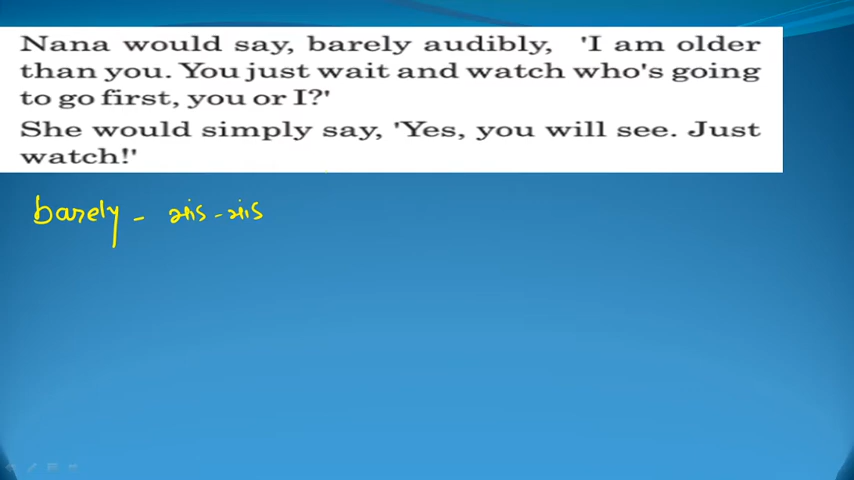 Nana would say, barely audibly, 'I am older
than you. You just wait and watch who's going
to go first, you or I?'
She would simply say, 'Yes, you will see. Just
watch!'
barely - માંડ-માંડ